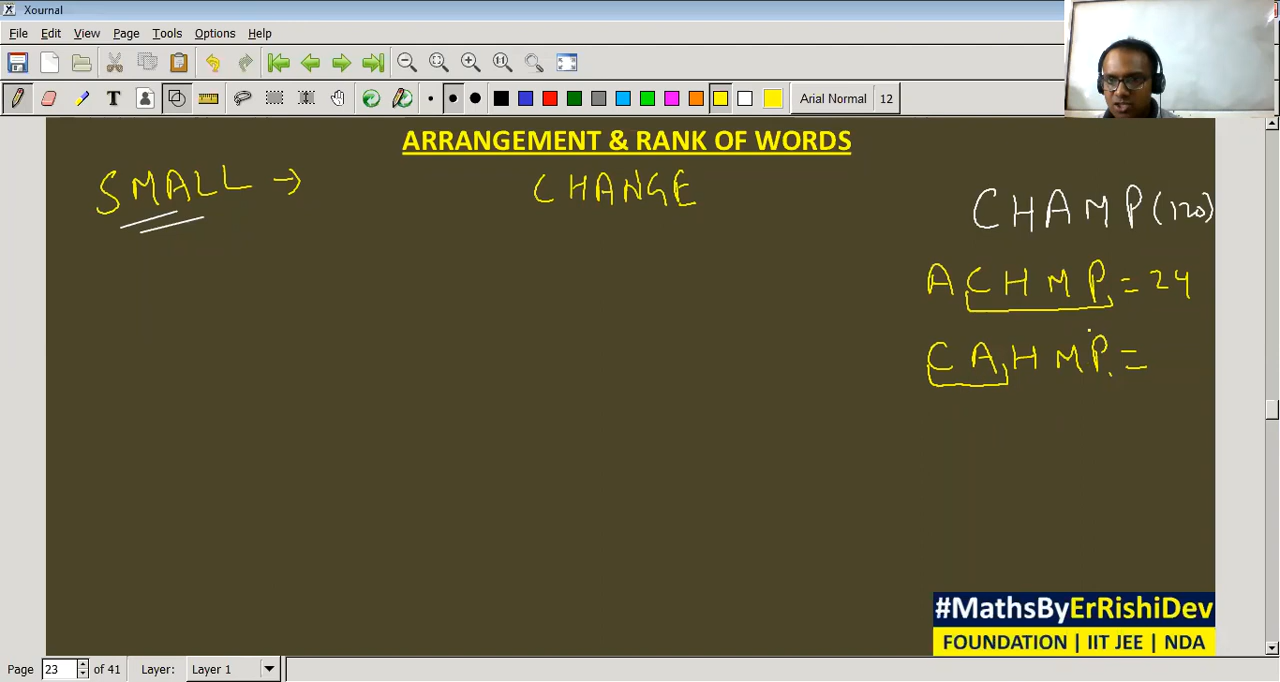 Xournal
File Edit View Page Tools Options Help
Arial Normal 12
ARRANGEMENT & RANK OF WORDS
SMALL →
CHANGE
CHAMP (120)
A CHMP = 24
CAHMP =
#MathsByErRishiDev
FOUNDATION | IIT JEE | NDA
Page 23 of 41 Layer: Layer 1